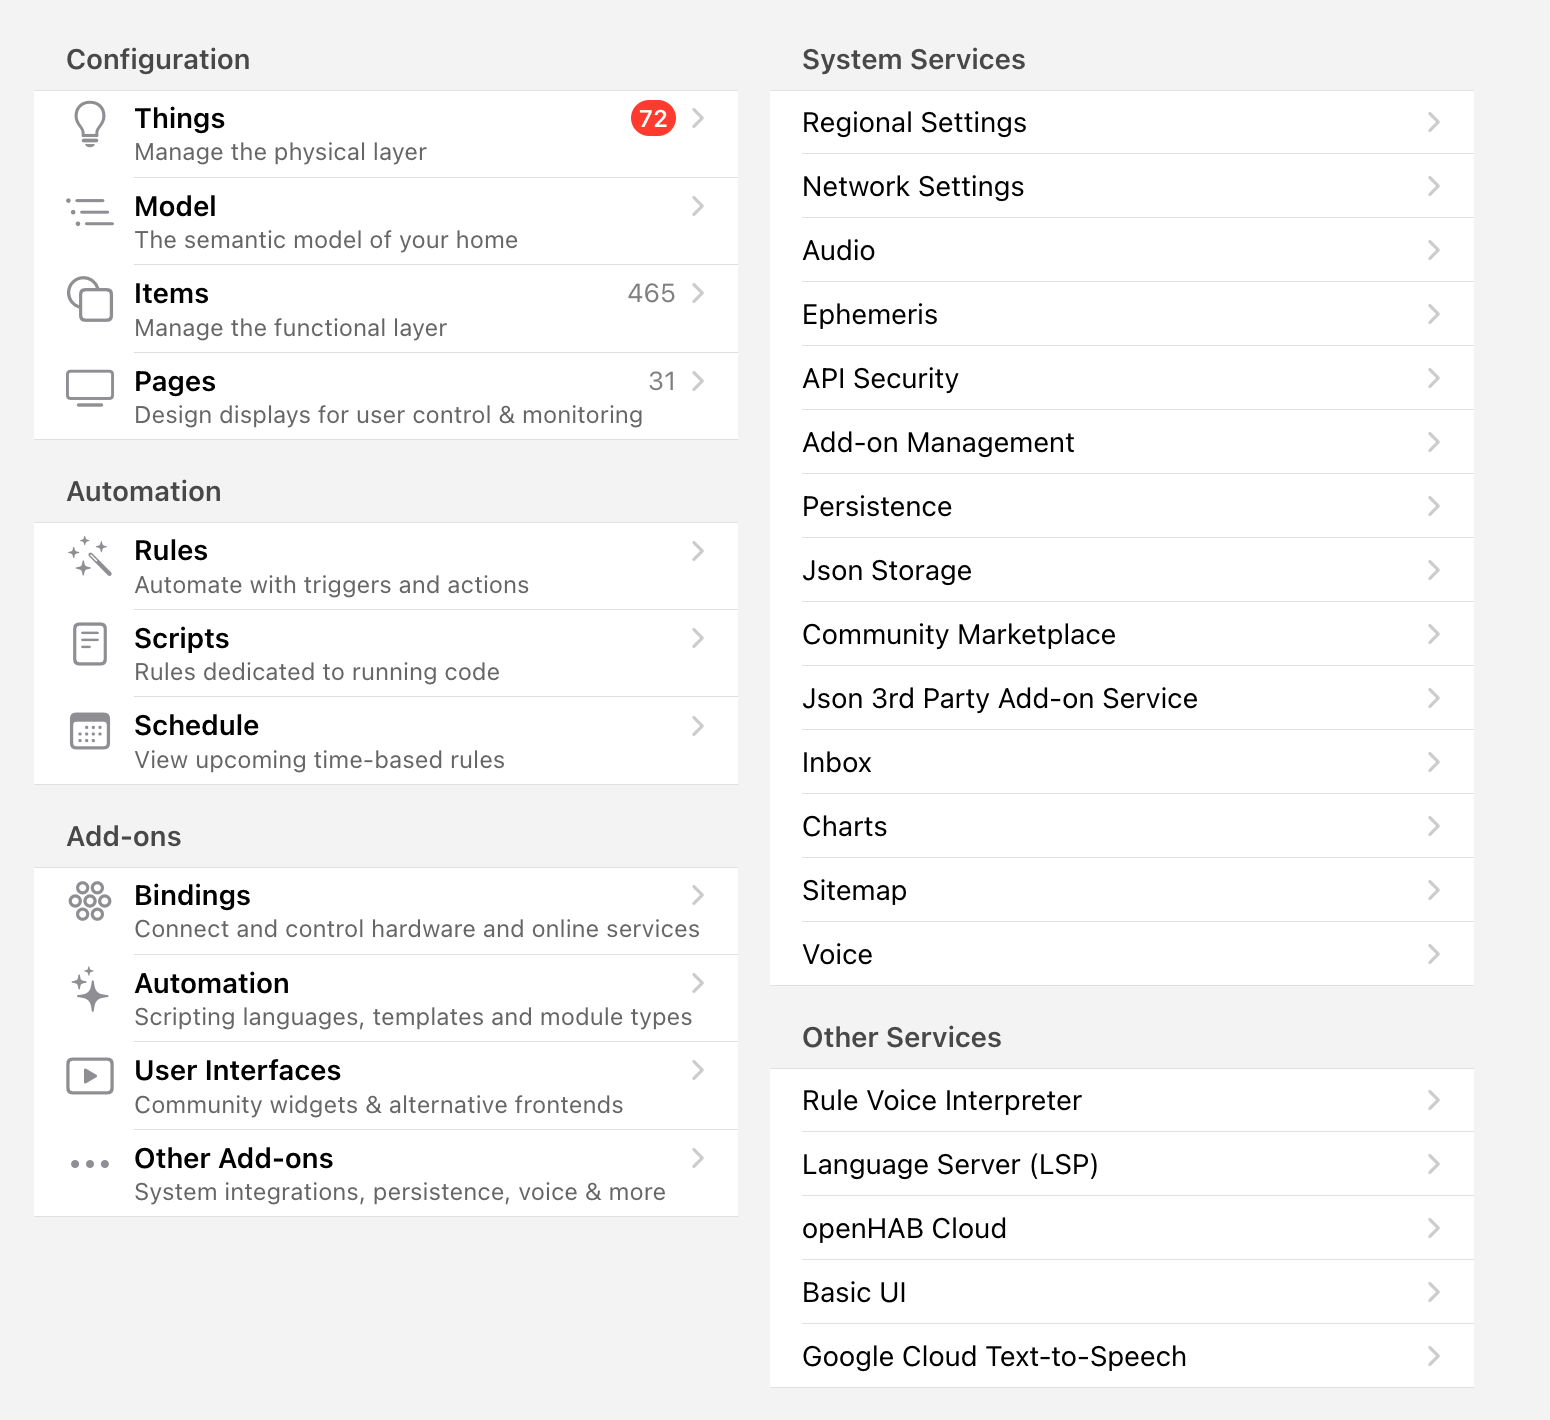 Configuration
Things 72
Manage the physical layer
Model
The semantic model of your home
Items 465
Manage the functional layer
Pages 31
Design displays for user control & monitoring
Automation
Rules
Automate with triggers and actions
Scripts
Rules dedicated to running code
Schedule
View upcoming time-based rules
Add-ons
Bindings
Connect and control hardware and online services
Automation
Scripting languages, templates and module types
User Interfaces
Community widgets & alternative frontends
Other Add-ons
System integrations, persistence, voice & more
System Services
Regional Settings
Network Settings
Audio
Ephemeris
API Security
Add-on Management
Persistence
Json Storage
Community Marketplace
Json 3rd Party Add-on Service
Inbox
Charts
Sitemap
Voice
Other Services
Rule Voice Interpreter
Language Server (LSP)
openHAB Cloud
Basic UI
Google Cloud Text-to-Speech